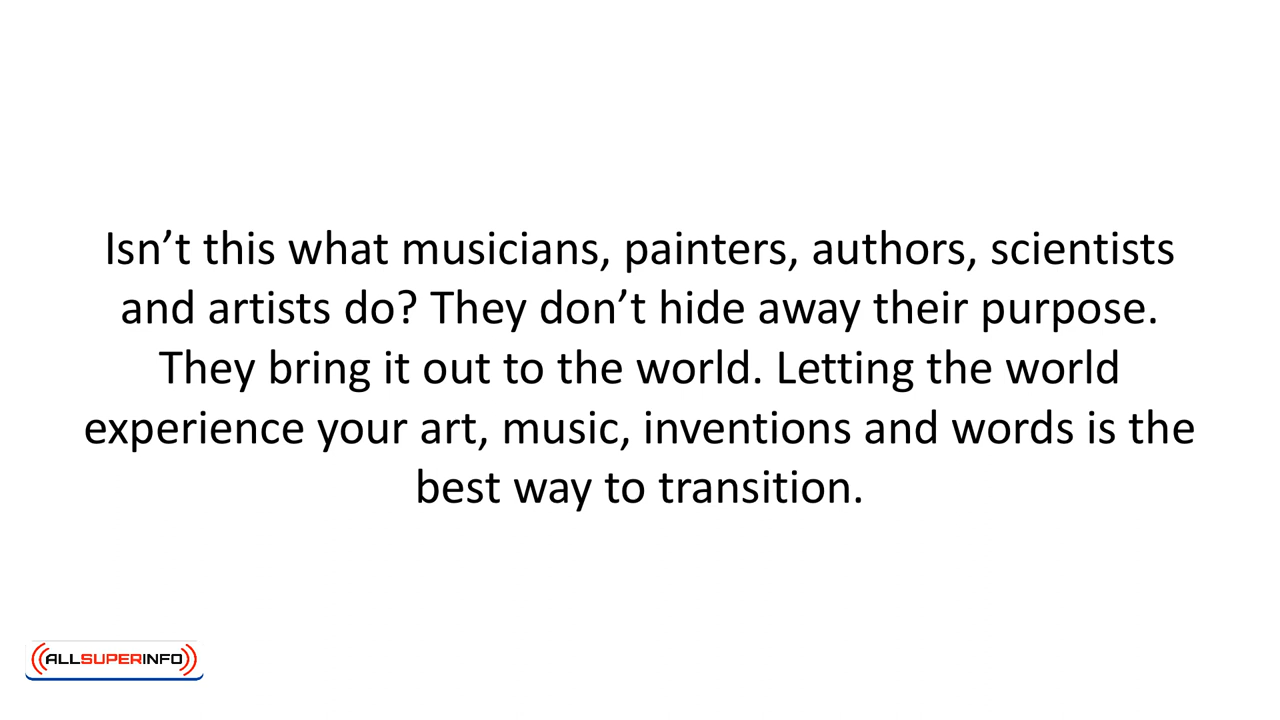 Isn’t this what musicians, painters, authors, scientists
and artists do? They don’t hide away their purpose.
They bring it out to the world. Letting the world
experience your art, music, inventions and words is the
best way to transition.
ALLSUPERINFO